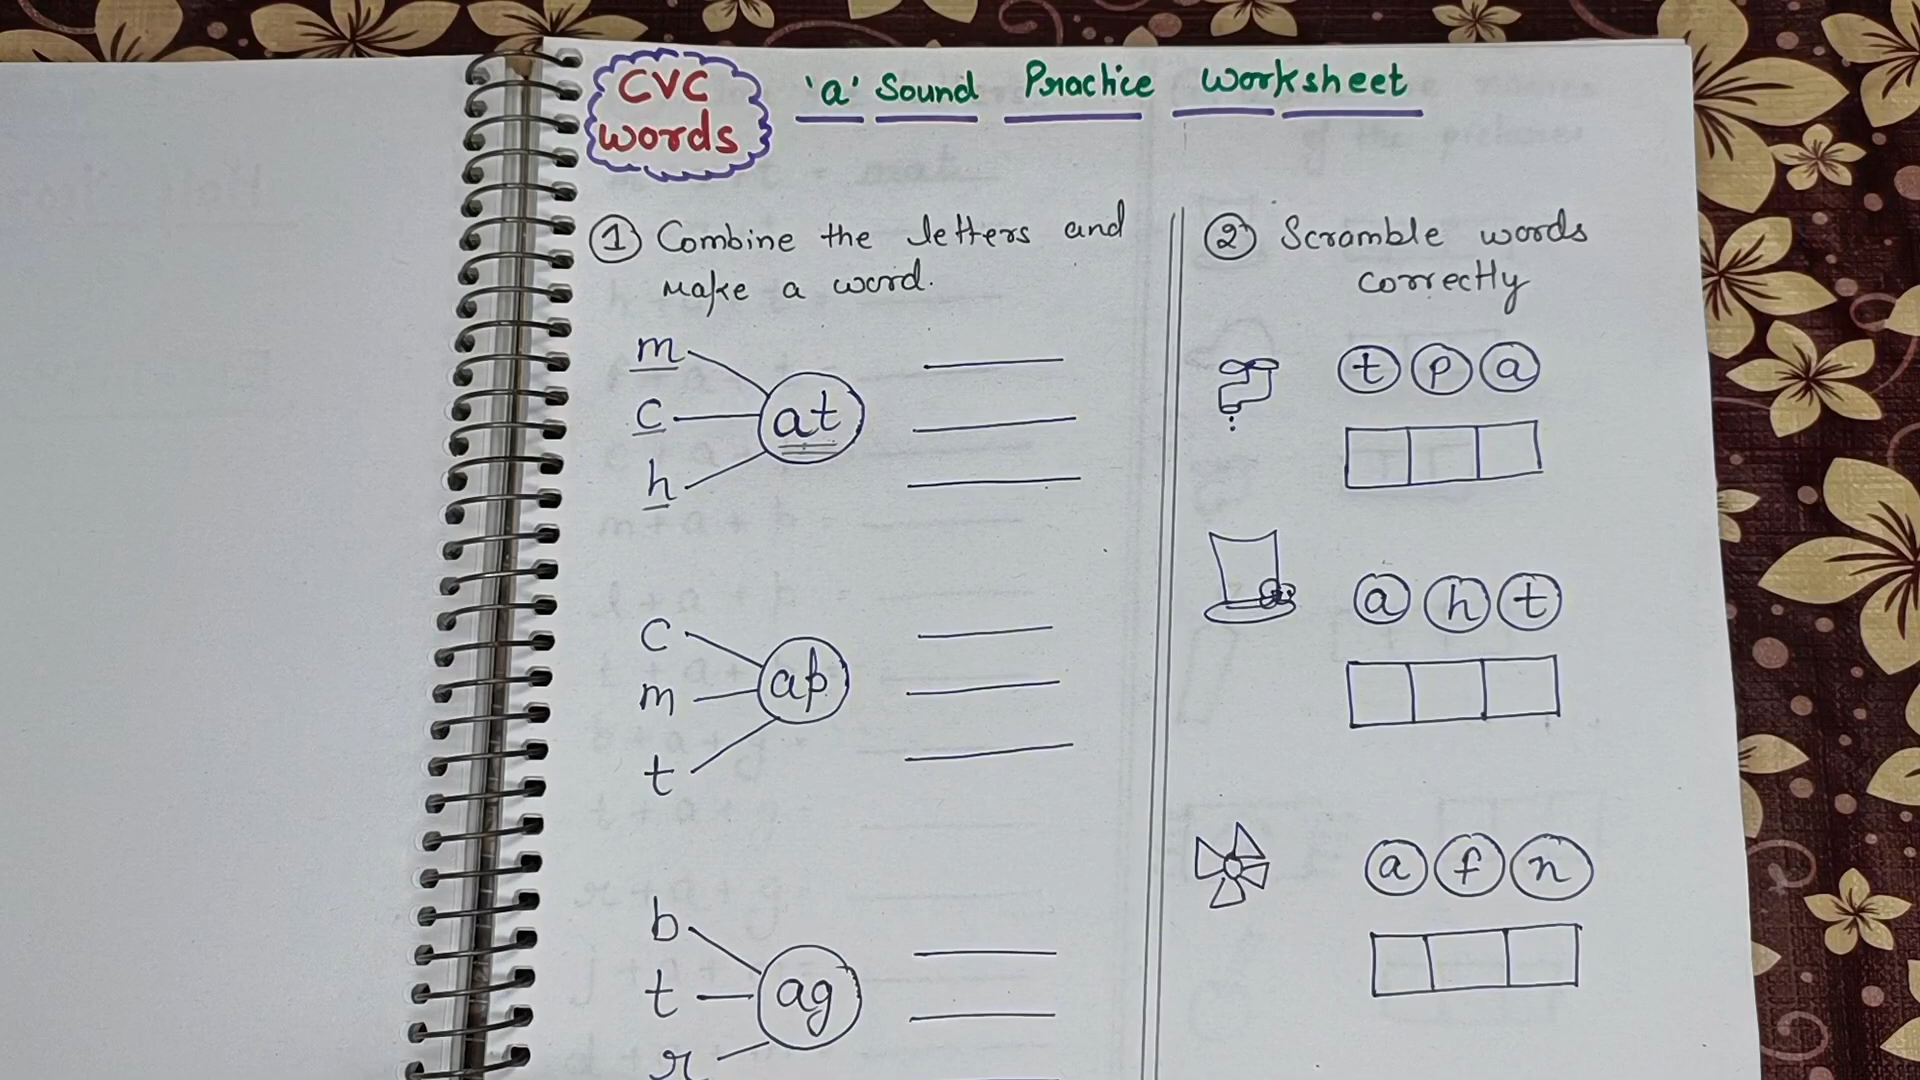 CVC words
'a' Sound Practice Worksheet
1 Combine the letters and
make a word.
m
c
h
at
c
m
t
ap
b
t
r
ag
2 Scramble words
correctly
t p a
a h t
a f n